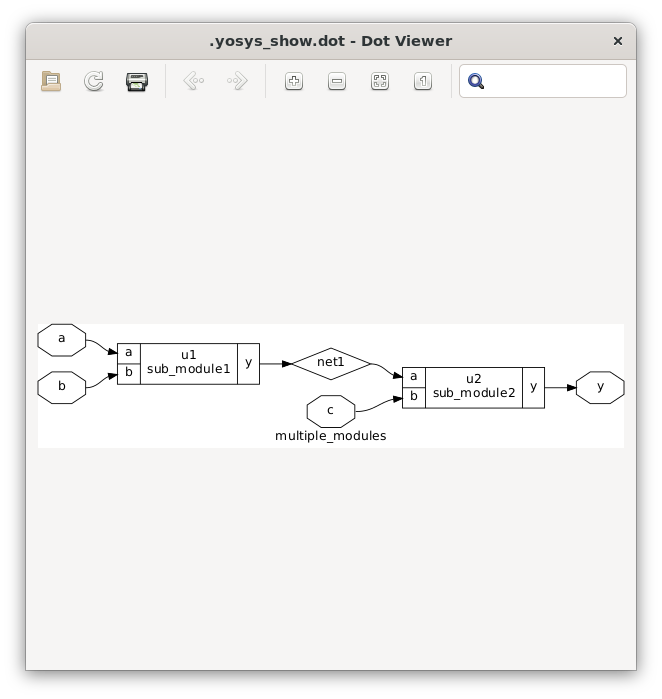 .yosys_show.dot - Dot Viewer
a
a
b
u1
sub_module1
y
b
net1
a
b
u2
sub_module2
y
y
c
multiple_modules